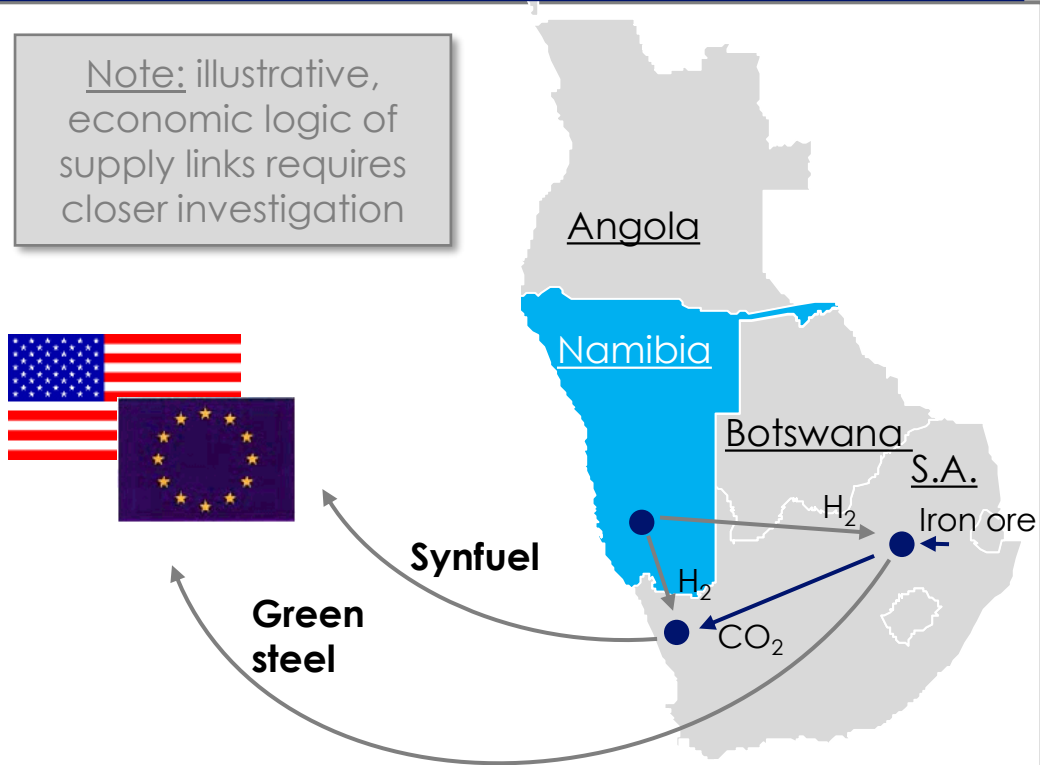 Note: illustrative,
economic logic of
supply links requires
closer investigation
Angola
Namibia
Botswana
S.A.
H₂
Iron ore
Synfuel
H₂
Green
steel
CO₂